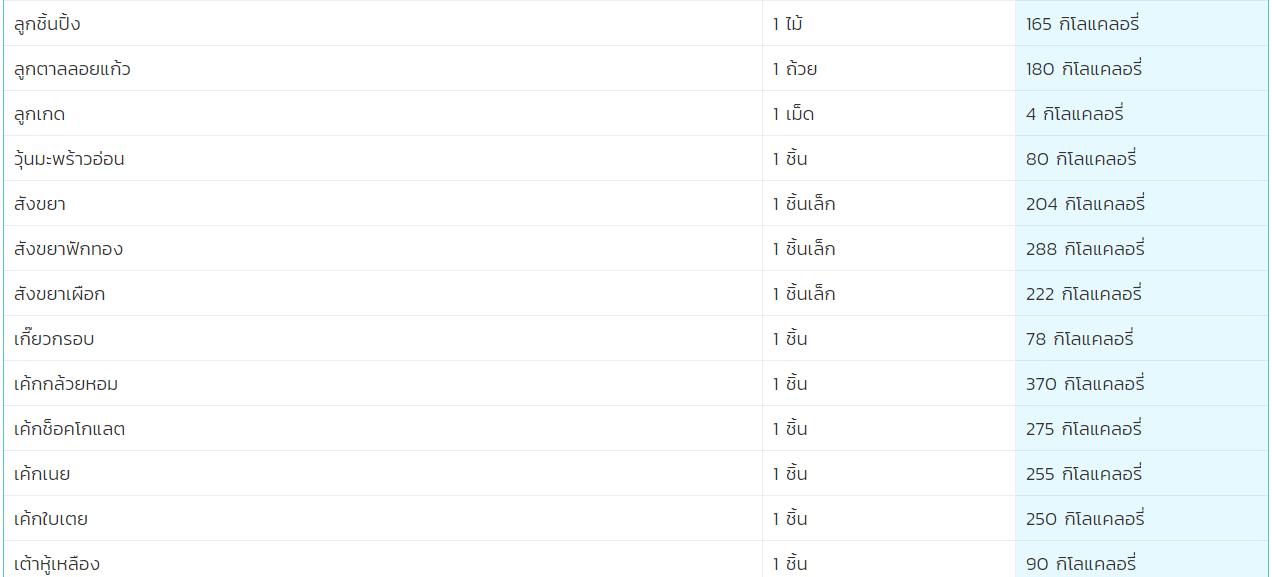 ลูกชิ้นปิ้ง 1 ไม้ 165 กิโลแคลอรี่
ลูกตาลลอยแก้ว 1 ถ้วย 180 กิโลแคลอรี่
ลูกเกด 1 เม็ด 4 กิโลแคลอรี่
วุ้นมะพร้าวอ่อน 1 ชิ้น 80 กิโลแคลอรี่
สังขยา 1 ชิ้นเล็ก 204 กิโลแคลอรี่
สังขยาฟักทอง 1 ชิ้นเล็ก 288 กิโลแคลอรี่
สังขยาเผือก 1 ชิ้นเล็ก 222 กิโลแคลอรี่
เกี๊ยวกรอบ 1 ชิ้น 78 กิโลแคลอรี่
เค้กกล้วยหอม 1 ชิ้น 370 กิโลแคลอรี่
เค้กช็อคโกแลต 1 ชิ้น 275 กิโลแคลอรี่
เค้กเนย 1 ชิ้น 255 กิโลแคลอรี่
เค้กใบเตย 1 ชิ้น 250 กิโลแคลอรี่
เต้าหู้เหลือง 1 ชิ้น 90 กิโลแคลอรี่